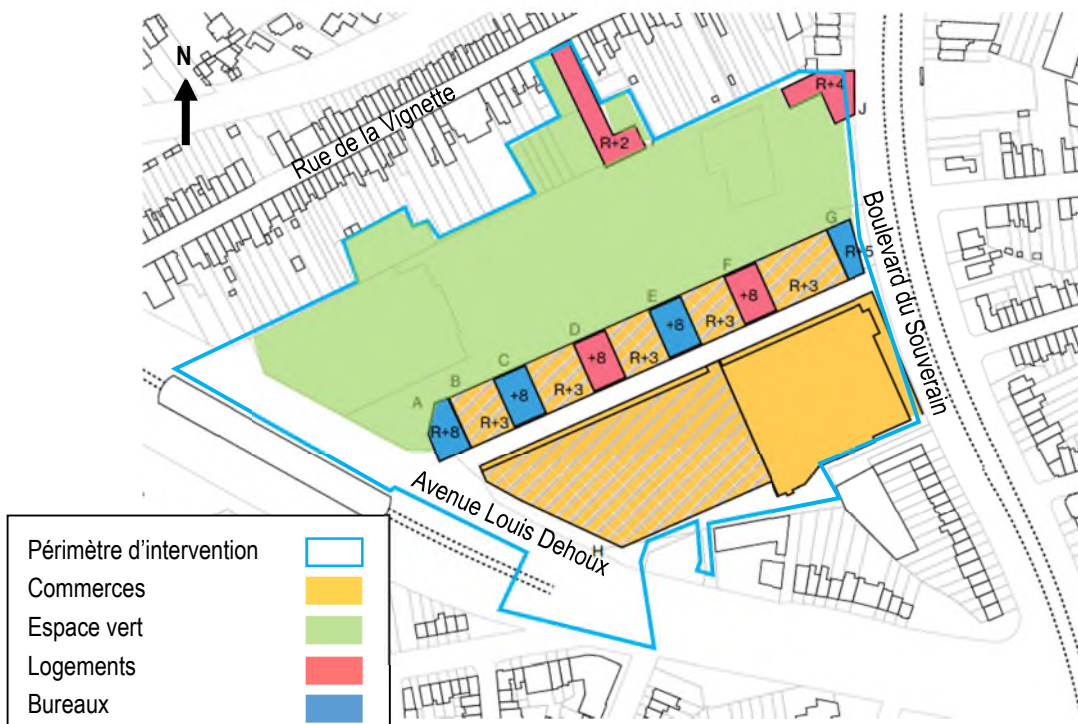 N
Rue de la Vignette
R+4
J
R+2
Boulevard du Souverain
G
R+5
F
R+3
+8
E
R+3
+8
D
R+3
+8
C
R+3
+8
B
R+3
A
R+8
Avenue Louis Dehoux
H
Périmètre d'intervention
Commerces
Espace vert
Logements
Bureaux